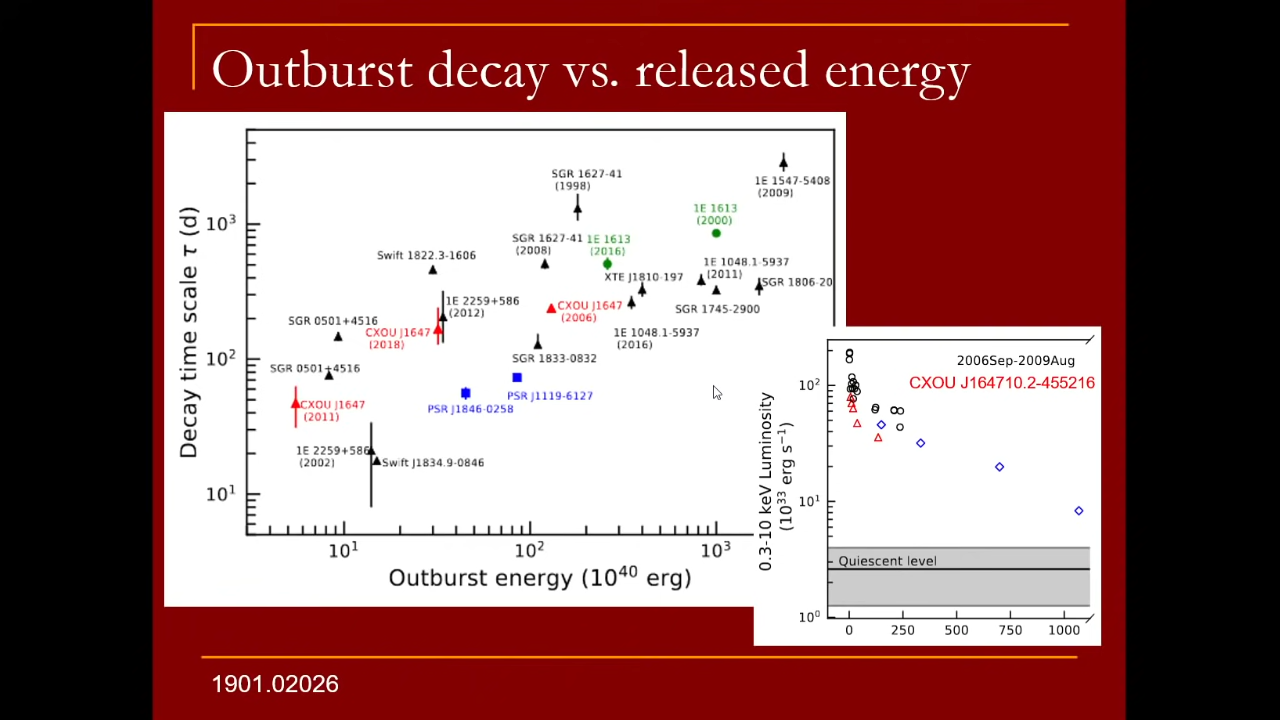 Outburst decay vs. released energy
Decay time scale τ (d)
10³
10²
10¹
SGR 1627-41
(1998)
1E 1547-5408
(2009)
1E 1613
(2000)
SGR 1627-41
(2008)
1E 1613
(2016)
Swift 1822.3-1606
XTE J1810-197
1E 1048.1-5937
(2011)
SGR 1806-20
1E 2259+586
(2012)
CXOU J1647
(2006)
SGR 1745-2900
SGR 0501+4516
CXOU J1647
(2018)
1E 1048.1-5937
(2016)
SGR 1833-0832
SGR 0501+4516
PSR J1119-6127
PSR J1846-0258
CXOU J1647
(2011)
1E 2259+586
(2002)
Swift J1834.9-0846
10¹
10²
10³
Outburst energy (10⁴⁰ erg)
0.3-10 keV Luminosity
(10³³ erg s⁻¹)
2006Sep-2009Aug
CXOU J164710.2-455216
10²
10¹
Quiescent level
10⁰
0
250
500
750
1000
1901.02026